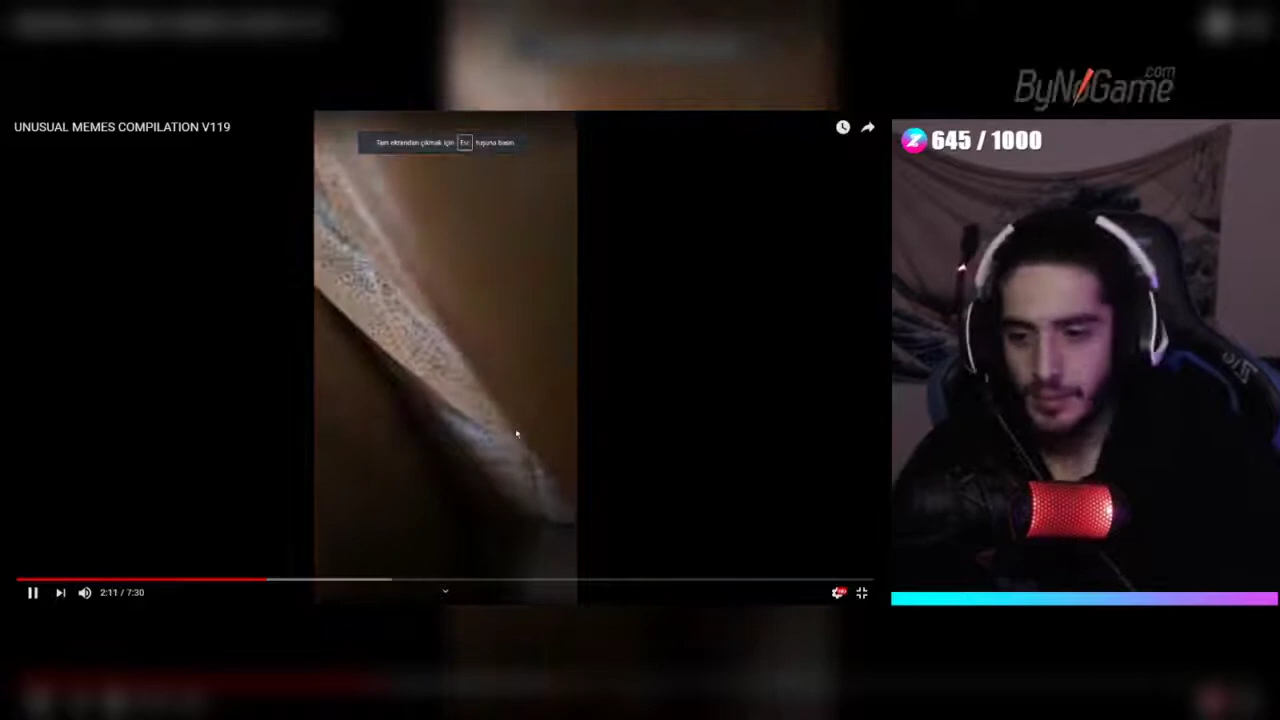 ByNoGame.com
UNUSUAL MEMES COMPILATION V119
645 / 1000
Tam ekrandan çıkmak için Esc tuşuna basın
2:11 / 7:30